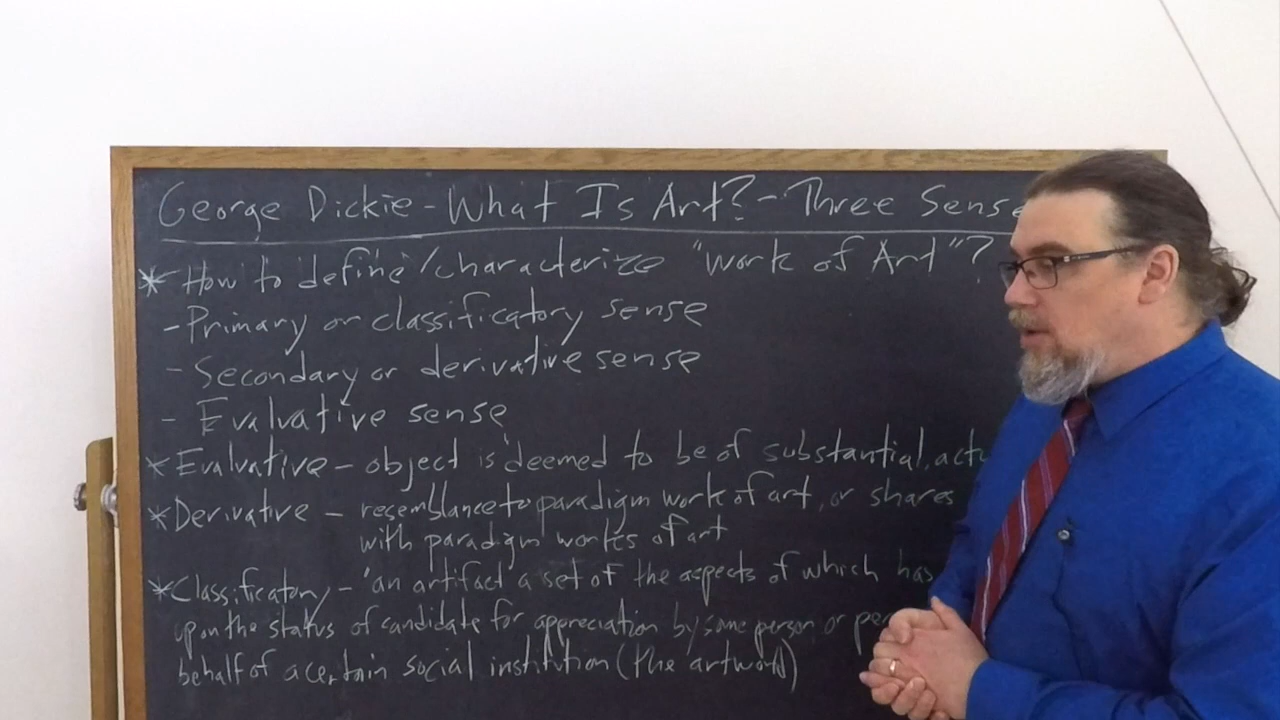 George Dickie - What Is Art? - Three Sense
* How to define/characterize "work of Art"?
- Primary or classificatory sense
- Secondary or derivative sense
- Evaluative sense
* Evaluative - object is deemed to be of substantial, actu
* Derivative - resemblance to paradigm work of art, or shares
with paradigm works of art
* Classificatory - "an artifact a set of the aspects of which has
upon the status of candidate for appreciation by some person or pe
behalf of a certain social institution (the artworld)